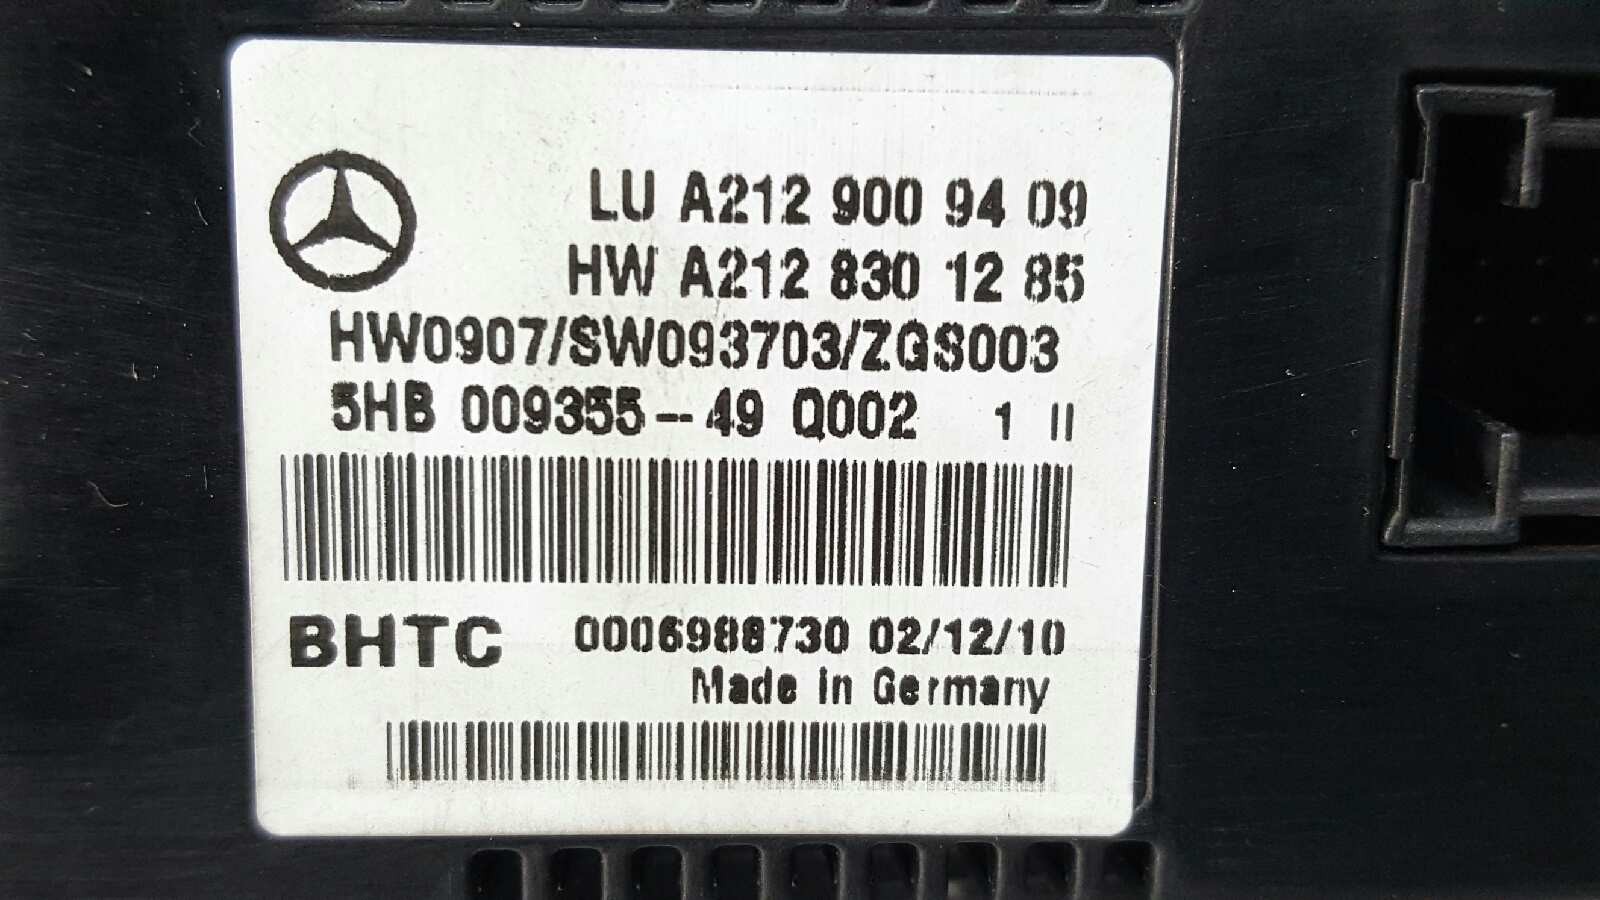 LU A212 900 94 09
HW A212 830 12 85
HW0907/SW093703/ZGS003
5HB 009355--49 Q002 1 II
BHTC 0006988730 02/12/10
Made in Germany